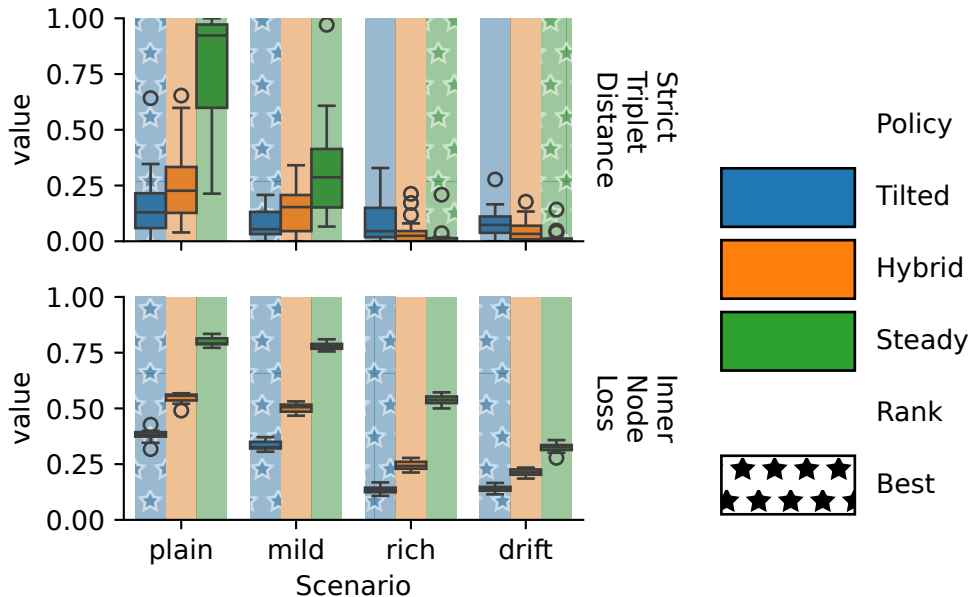 1.00
0.75
0.50
0.25
0.00
value
Strict
Triplet
Distance
1.00
0.75
0.50
0.25
0.00
value
Inner
Node
Loss
plain mild rich drift
Scenario
Policy
Tilted
Hybrid
Steady
Rank
Best